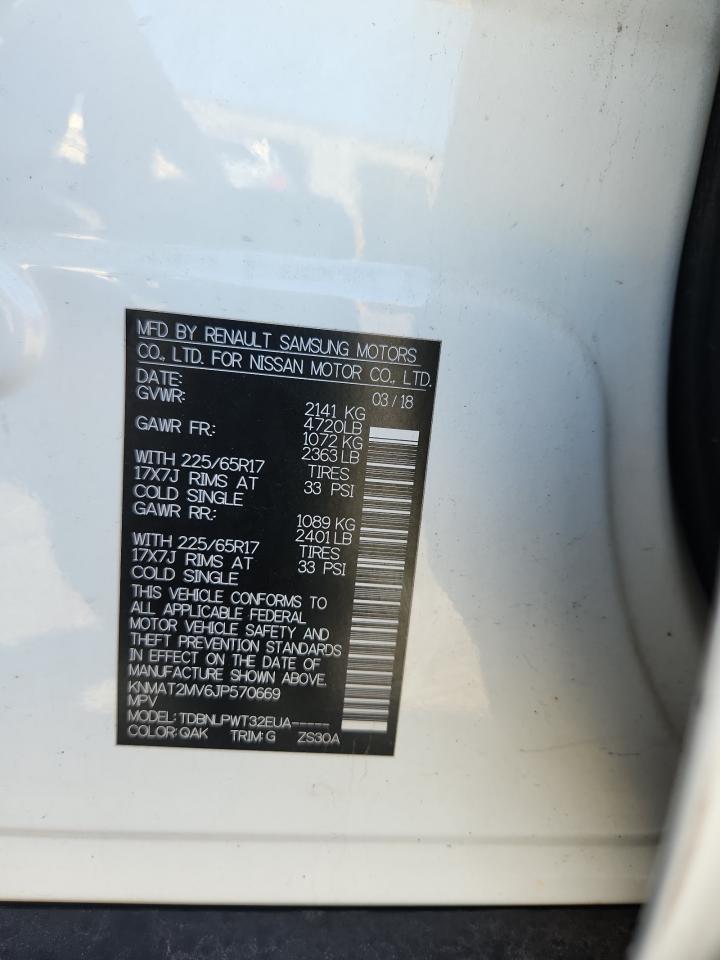 MFD BY RENAULT SAMSUNG MOTORS
CO., LTD. FOR NISSAN MOTOR CO., LTD.
DATE: 03 / 18
GVWR: 2141 KG
4720LB
GAWR FR: 1072 KG
2363 LB
WITH 225/65R17 TIRES
17X7J RIMS AT 33 PSI
COLD SINGLE
GAWR RR: 1089 KG
2401 LB
WITH 225/65R17 TIRES
17X7J RIMS AT 33 PSI
COLD SINGLE
THIS VEHICLE CONFORMS TO
ALL APPLICABLE FEDERAL
MOTOR VEHICLE SAFETY AND
THEFT PREVENTION STANDARDS
IN EFFECT ON THE DATE OF
MANUFACTURE SHOWN ABOVE.
KNMAT2MV6JP570669
MPV
MODEL: TDBNLPWT32EUA-----
COLOR: QAK TRIM: G ZS30A